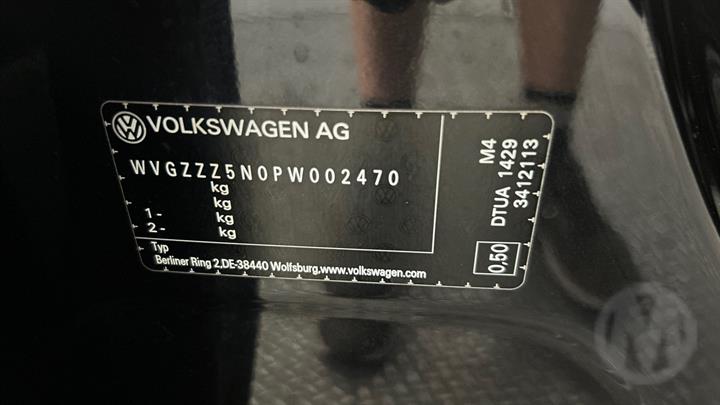 VOLKSWAGEN AG
WVGZZZ5N0PW002470
kg
kg
1- kg
2- kg
Typ
Berliner Ring 2,DE-38440 Wolfsburg.www.volkswagen.com
M4
DTUA 1429
3412113
0.50